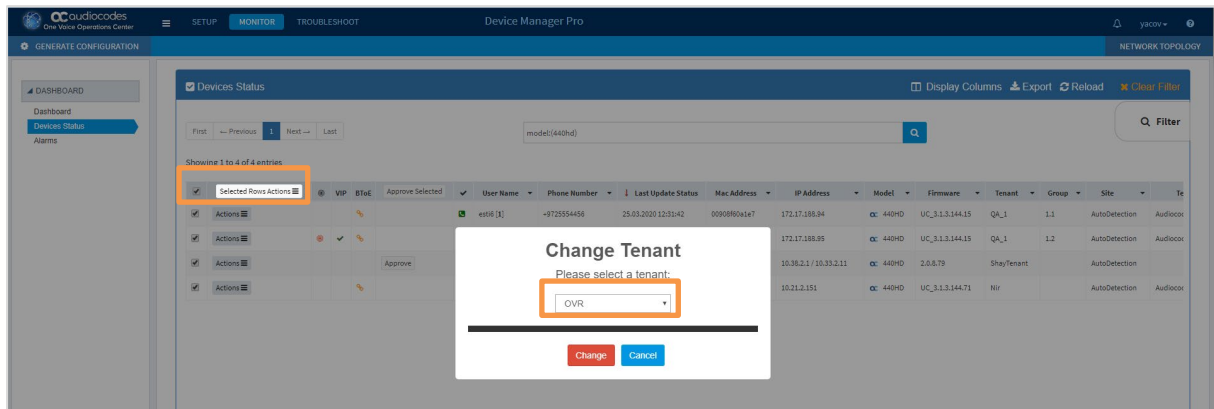 audiocodes
One Voice Operations Center
SETUP MONITOR TROUBLESHOOT Device Manager Pro yacov
GENERATE CONFIGURATION NETWORK TOPOLOGY
DASHBOARD
Dashboard
Devices Status
Alarms
Devices Status Display Columns Export Reload Clear Filter
Filter
First ← Previous 1 Next → Last model:(440hd)
Showing 1 to 4 of 4 entries
Selected Rows Actions VIP BToE Approve Selected User Name Phone Number Last Update Status Mac Address IP Address Model Firmware Tenant Group Site Te
Actions esti6 [1] +9725554456 25.03.2020 12:31:42 00908f60a1e7 172.17.188.94 440HD UC_3.1.3.144.15 QA_1 1.1 AutoDetection Audiococ
Actions 172.17.188.95 440HD UC_3.1.3.144.15 QA_1 1.2 AutoDetection Audiococ
Actions Approve 10.38.2.1 / 10.33.2.11 440HD 2.0.8.79 ShayTenant AutoDetection
Actions 10.21.2.151 440HD UC_3.1.3.144.71 Nir AutoDetection Audiococ
Change Tenant
Please select a tenant:
OVR
Change Cancel